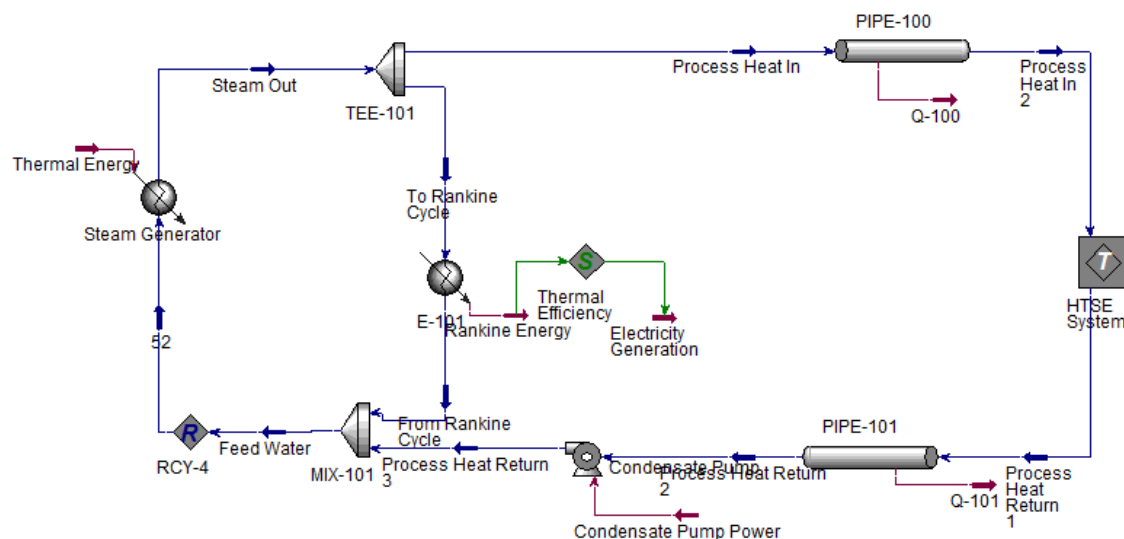 PIPE-100
Process Heat In
Process
Heat In
2
Steam Out
TEE-101
Q-100
Thermal Energy
To Rankine
Cycle
Steam Generator
S
T
Thermal
Efficiency
HTSE
System
E-101
Rankine Energy
Electricity
Generation
52
From Rankine
Cycle
PIPE-101
R
Feed Water
RCY-4
MIX-101
Process Heat Return
3
Condensate Pump
Process Heat Return
2
Q-101
Process
Heat
Return
1
Condensate Pump Power